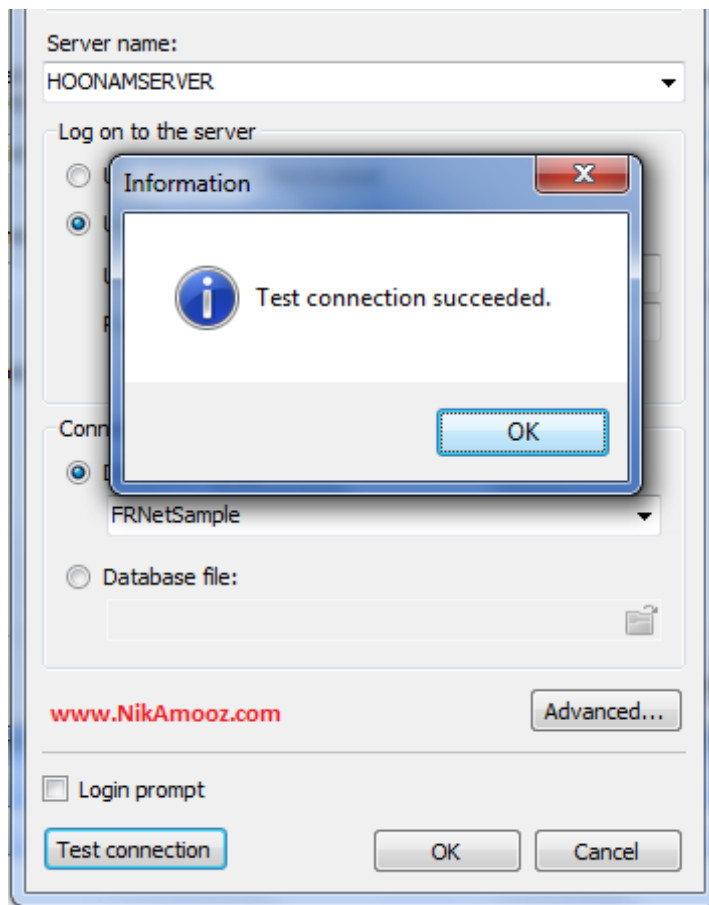 Server name:
HOONAMSERVER
Log on to the server
Information
Test connection succeeded.
OK
FRNetSample
Database file:
www.NikAmooz.com
Advanced...
Login prompt
Test connection
OK
Cancel